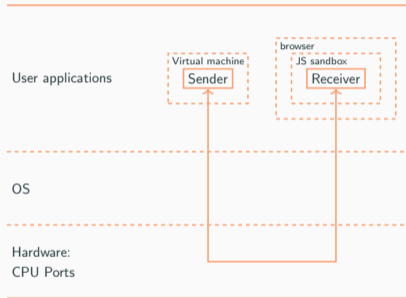 browser
Virtual machine
JS sandbox
User applications
Sender
Receiver
OS
Hardware:
CPU Ports